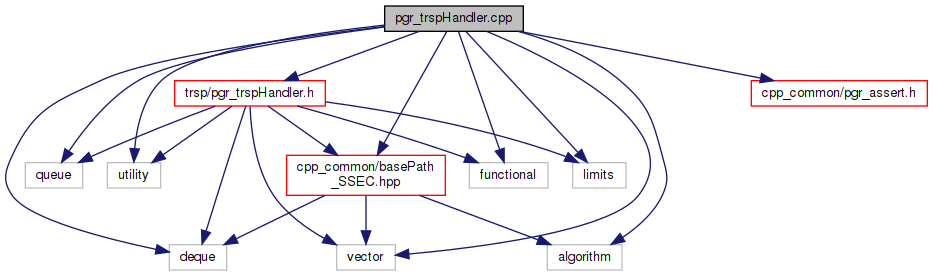 pgr_trspHandler.cpp
trsp/pgr_trspHandler.h
cpp_common/pgr_assert.h
queue
utility
cpp_common/basePath
_SSEC.hpp
functional
limits
deque
vector
algorithm